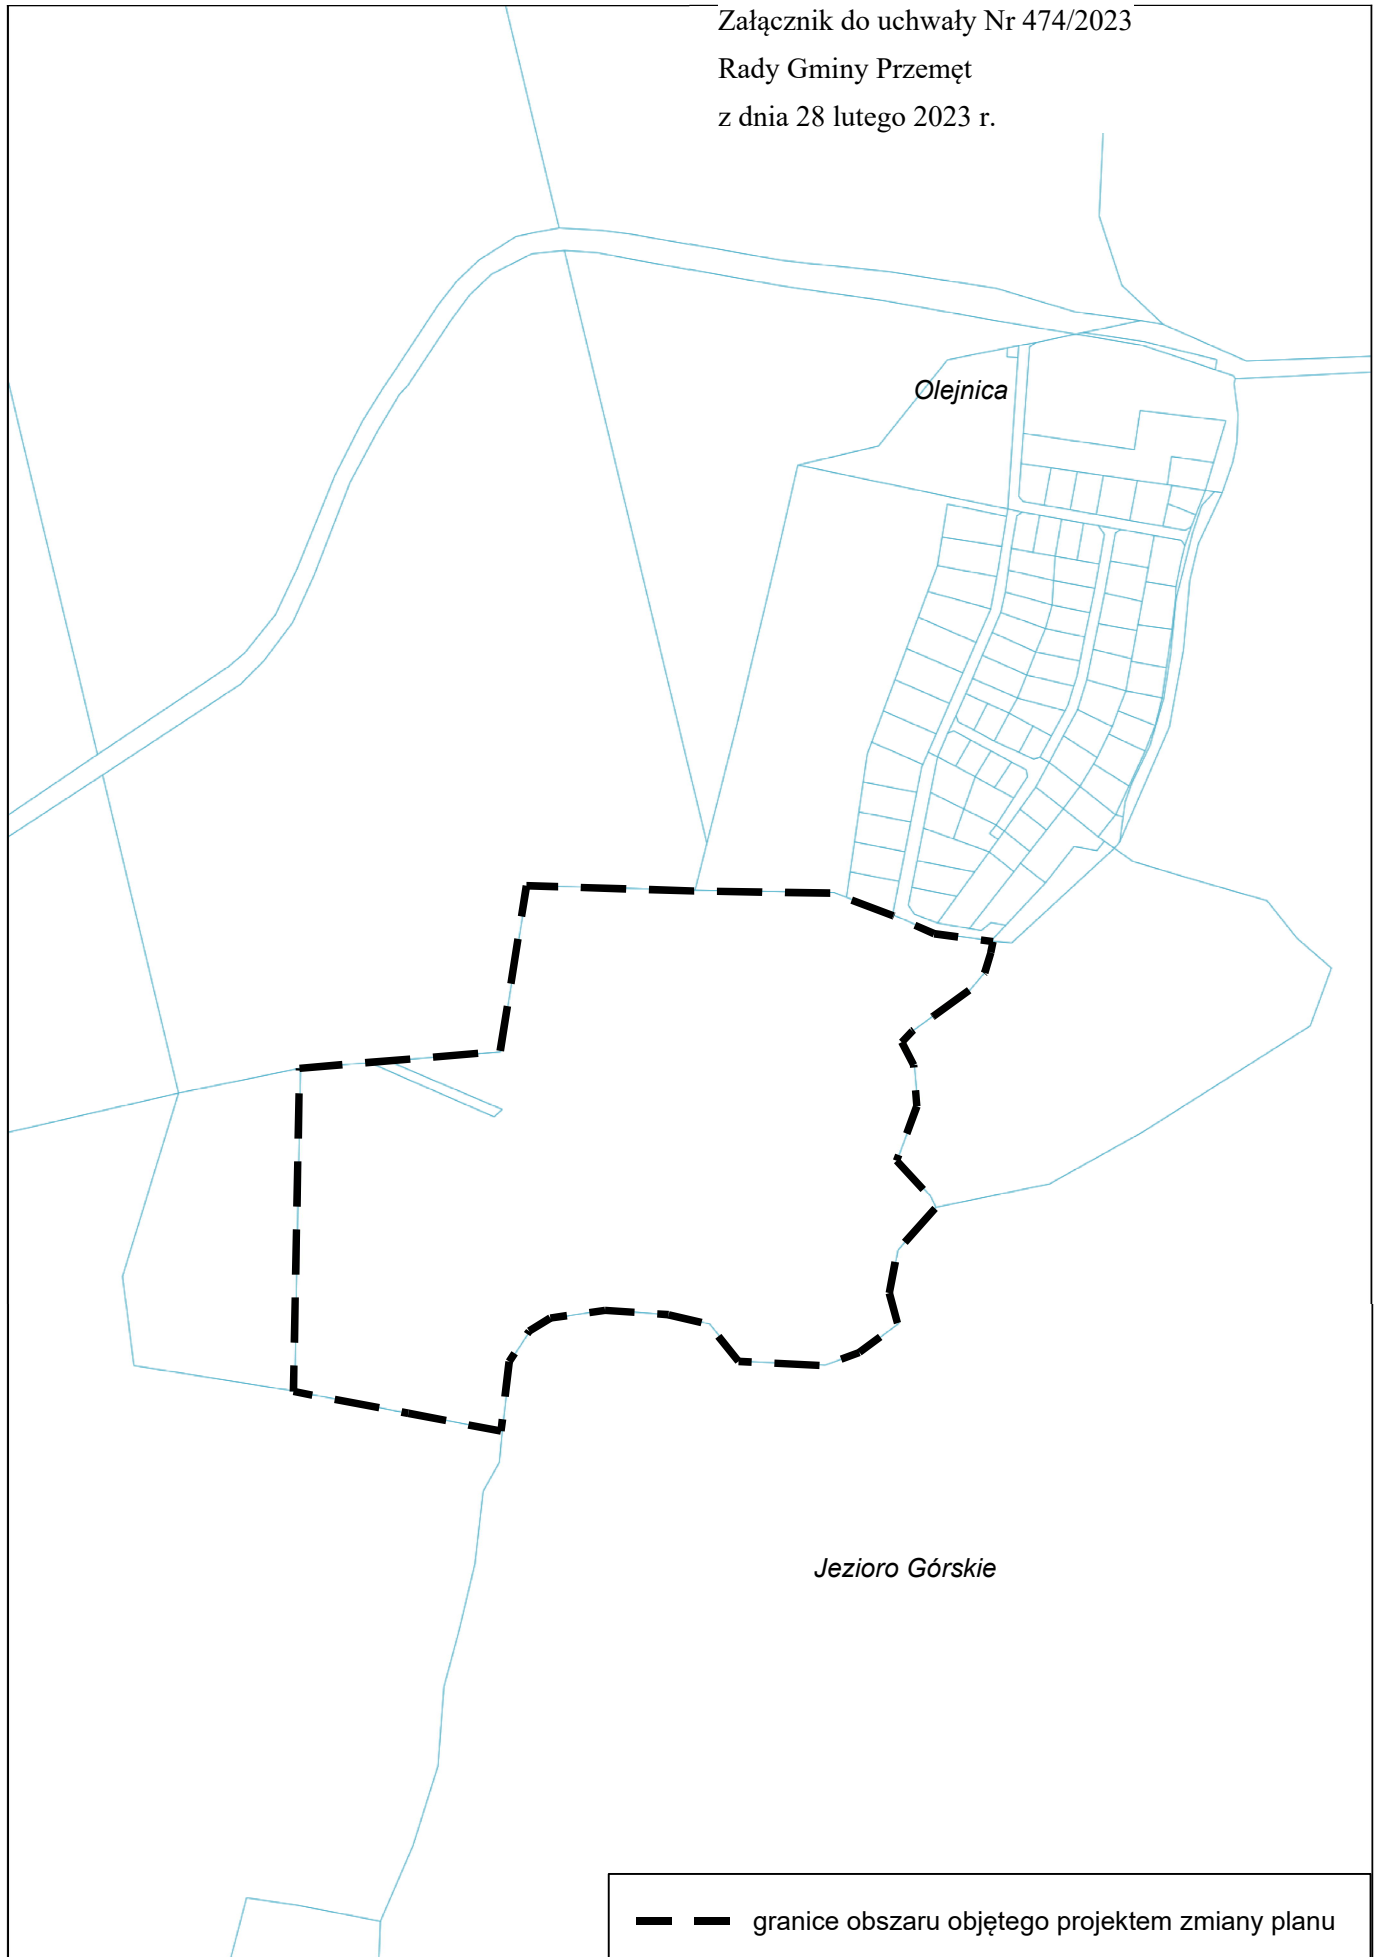 Załącznik do uchwały Nr 474/2023
Rady Gminy Przemęt
z dnia 28 lutego 2023 r.
Olejnica
Jezioro Górskie
granice obszaru objętego projektem zmiany planu